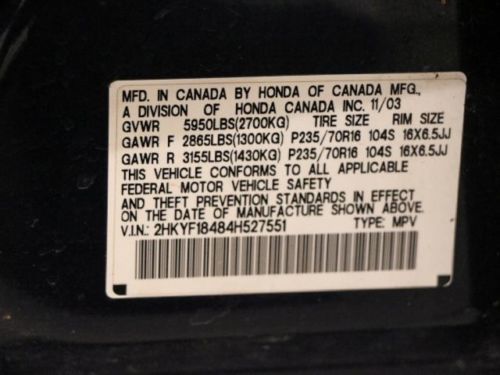 MFD. IN CANADA BY HONDA OF CANADA MFG.,
A DIVISION OF HONDA CANADA INC. 11/03
GVWR 5950LBS(2700KG) TIRE SIZE RIM SIZE
GAWR F 2865LBS(1300KG) P235/70R16 104S 16X6.5JJ
GAWR R 3155LBS(1430KG) P235/70R16 104S 16X6.5JJ
THIS VEHICLE CONFORMS TO ALL APPLICABLE
FEDERAL MOTOR VEHICLE SAFETY
AND THEFT PREVENTION STANDARDS IN EFFECT
ON THE DATE OF MANUFACTURE SHOWN ABOVE.
V.I.N.: 2HKYF18484H527551 TYPE: MPV